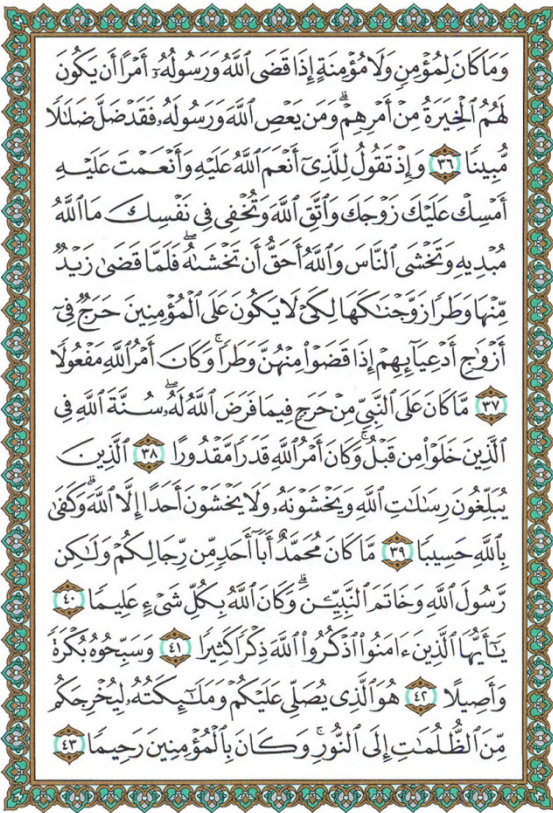 وَمَا كَانَ لِمُؤْمِنٍ وَلَا مُؤْمِنَةٍ إِذَا قَضَى ٱللَّهُ وَرَسُولُهُۥٓ أَمْرًا أَن يَكُونَ
لَهُمُ ٱلْخِيَرَةُ مِنْ أَمْرِهِمْ ۗ وَمَن يَعْصِ ٱللَّهَ وَرَسُولَهُۥ فَقَدْ ضَلَّ ضَلَٰلًا
مُّبِينًا ٣٦ وَإِذْ تَقُولُ لِلَّذِىٓ أَنْعَمَ ٱللَّهُ عَلَيْهِ وَأَنْعَمْتَ عَلَيْهِ
أَمْسِكْ عَلَيْكَ زَوْجَكَ وَٱتَّقِ ٱللَّهَ وَتُخْفِى فِى نَفْسِكَ مَا ٱللَّهُ
مُبْدِيهِ وَتَخْشَى ٱلنَّاسَ وَٱللَّهُ أَحَقُّ أَن تَخْشَىٰهُ ۖ فَلَمَّا قَضَىٰ زَيْدٌ
مِّنْهَا وَطَرًا زَوَّجْنَٰكَهَا لِكَىْ لَا يَكُونَ عَلَى ٱلْمُؤْمِنِينَ حَرَجٌ فِىٓ
أَزْوَٰجِ أَدْعِيَآئِهِمْ إِذَا قَضَوْا۟ مِنْهُنَّ وَطَرًا ۚ وَكَانَ أَمْرُ ٱللَّهِ مَفْعُولًا
٣٧ مَّا كَانَ عَلَى ٱلنَّبِىِّ مِنْ حَرَجٍ فِيمَا فَرَضَ ٱللَّهُ لَهُۥ ۖ سُنَّةَ ٱللَّهِ فِى
ٱلَّذِينَ خَلَوْا۟ مِن قَبْلُ ۚ وَكَانَ أَمْرُ ٱللَّهِ قَدَرًا مَّقْدُورًا ٣٨ ٱلَّذِينَ
يُبَلِّغُونَ رِسَٰلَٰتِ ٱللَّهِ وَيَخْشَوْنَهُۥ وَلَا يَخْشَوْنَ أَحَدًا إِلَّا ٱللَّهَ ۗ وَكَفَىٰ
بِٱللَّهِ حَسِيبًا ٣٩ مَّا كَانَ مُحَمَّدٌ أَبَآ أَحَدٍ مِّن رِّجَالِكُمْ وَلَٰكِن
رَّسُولَ ٱللَّهِ وَخَاتَمَ ٱلنَّبِيِّـۧنَ ۗ وَكَانَ ٱللَّهُ بِكُلِّ شَىْءٍ عَلِيمًا ٤٠
يَٰٓأَيُّهَا ٱلَّذِينَ ءَامَنُوا۟ ٱذْكُرُوا۟ ٱللَّهَ ذِكْرًا كَثِيرًا ٤١ وَسَبِّحُوهُ بُكْرَةً
وَأَصِيلًا ٤٢ هُوَ ٱلَّذِى يُصَلِّى عَلَيْكُمْ وَمَلَٰٓئِكَتُهُۥ لِيُخْرِجَكُم
مِّنَ ٱلظُّلُمَٰتِ إِلَى ٱلنُّورِ ۚ وَكَانَ بِٱلْمُؤْمِنِينَ رَحِيمًا ٤٣